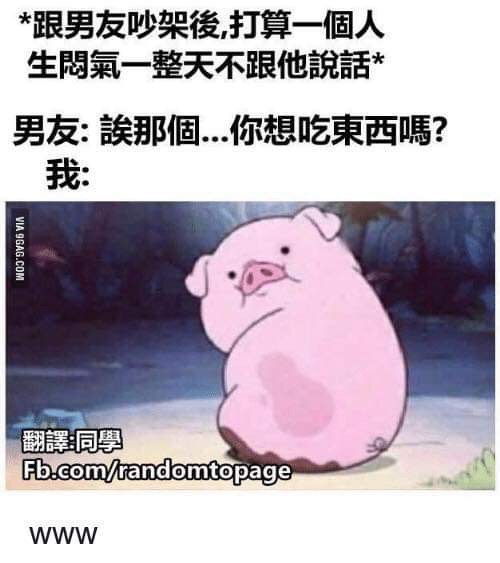 *跟男友吵架後,打算一個人
生悶氣一整天不跟他說話*
男友: 誒那個...你想吃東西嗎?
我:
VIA 9GAG.COM
翻譯:同學
Fb.com/randomtopage
www